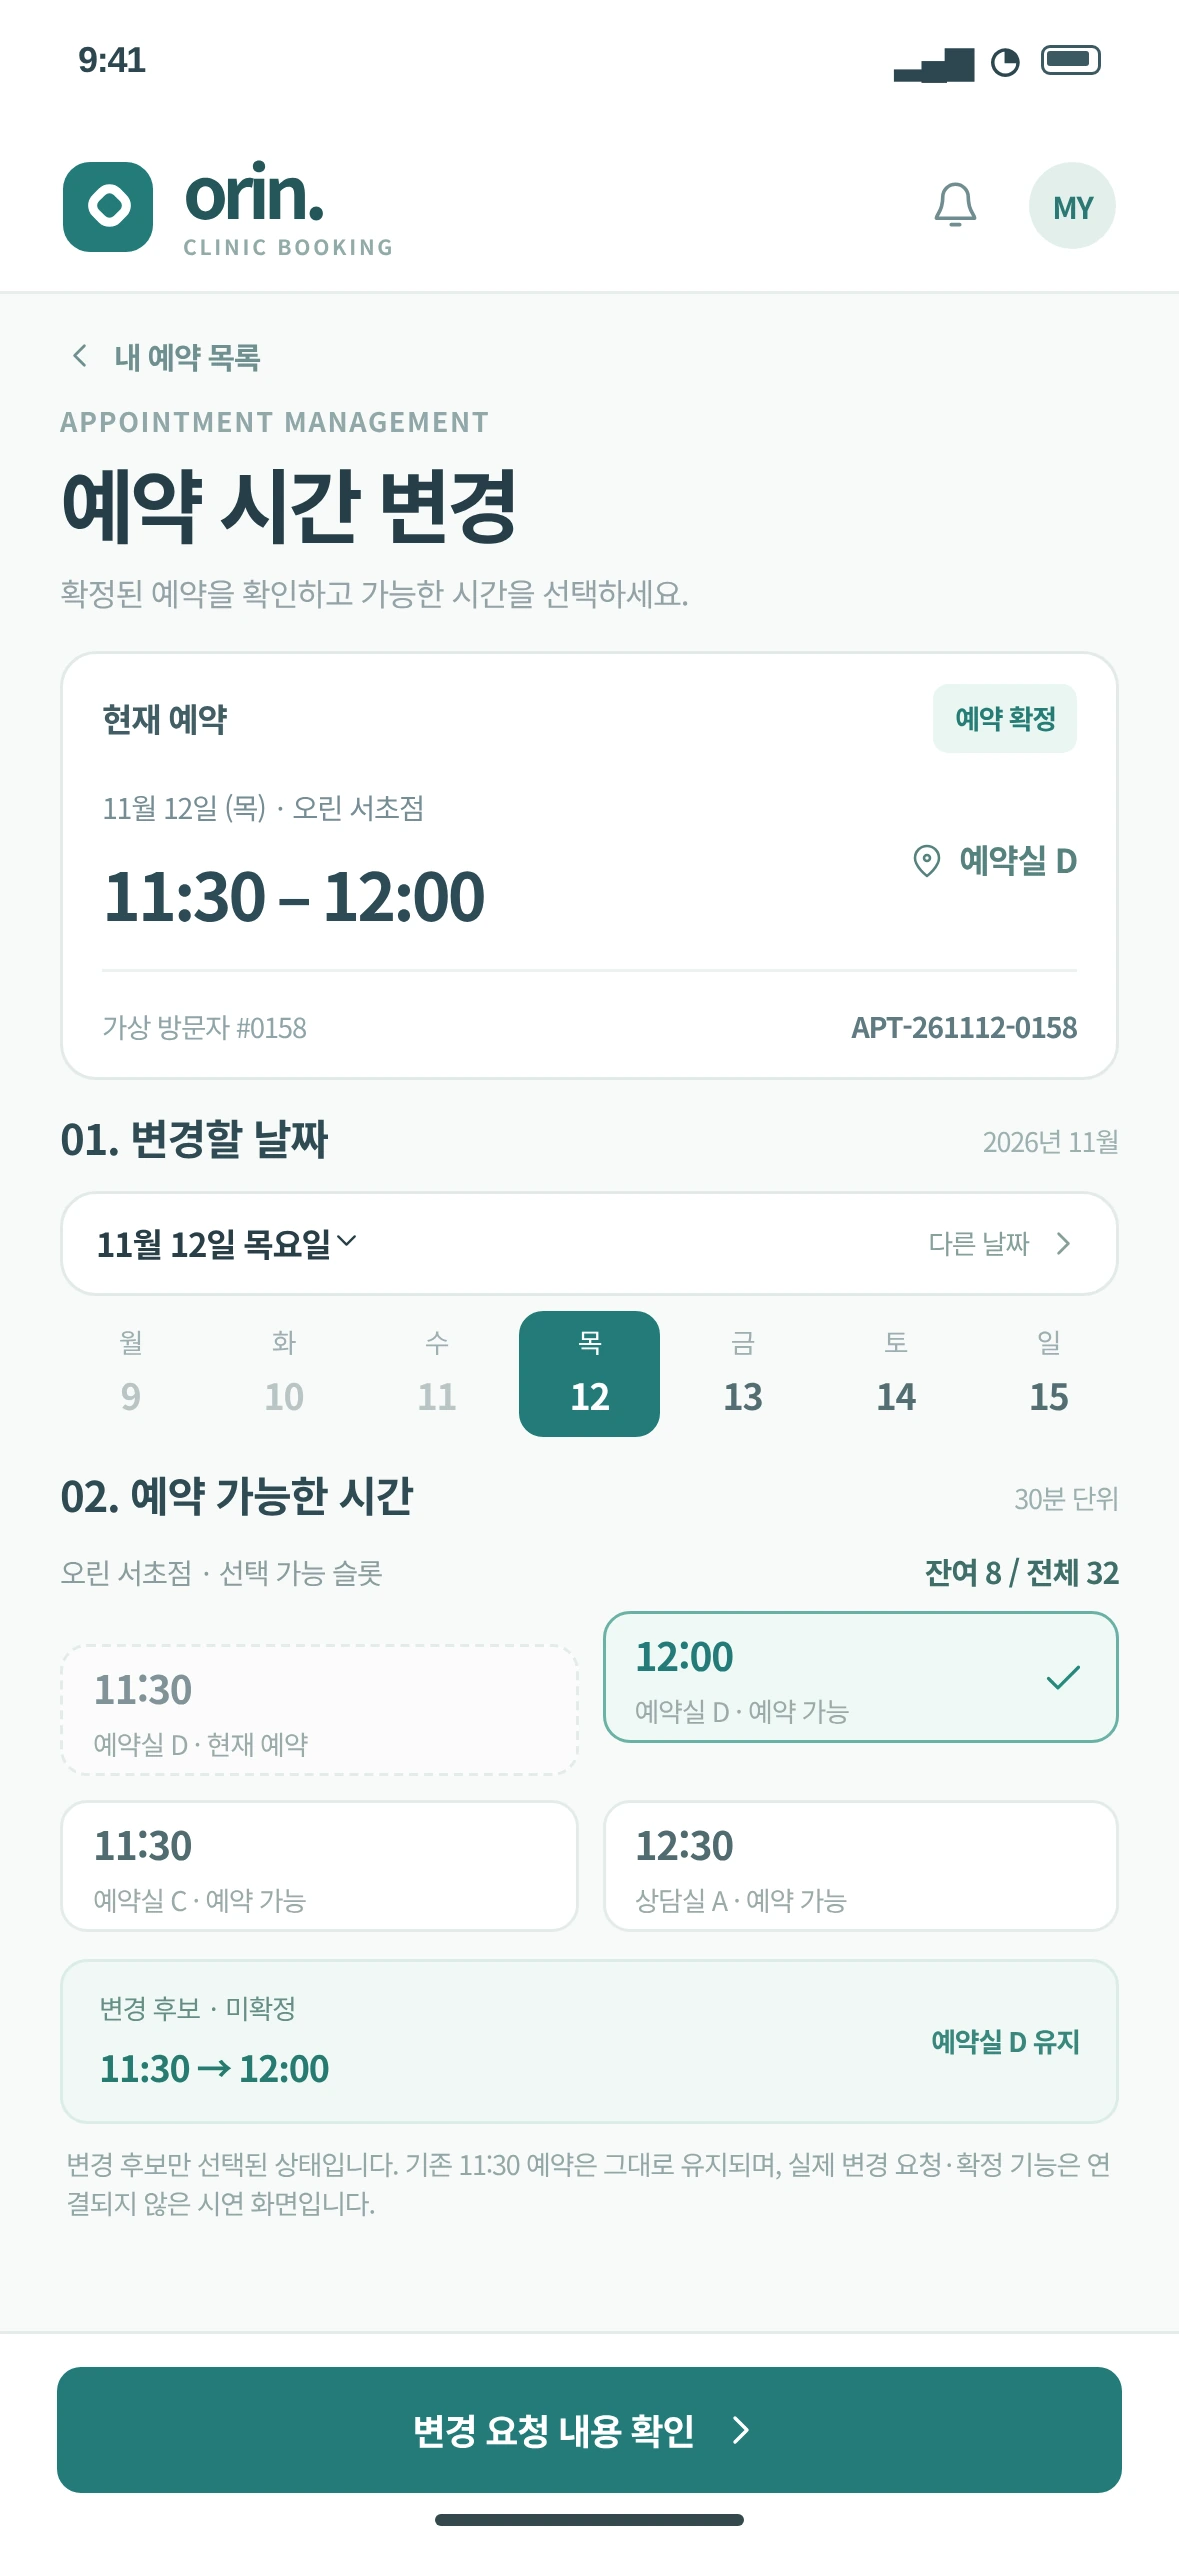 9:41
orin.
CLINIC BOOKING
MY
내 예약 목록
APPOINTMENT MANAGEMENT
예약 시간 변경
확정된 예약을 확인하고 가능한 시간을 선택하세요.
현재 예약
예약 확정
11월 12일 (목) · 오린 서초점
11:30 – 12:00
예약실 D
가상 방문자 #0158
APT-261112-0158
01. 변경할 날짜
2026년 11월
11월 12일 목요일
다른 날짜
월 화 수 목 금 토 일
9 10 11 12 13 14 15
02. 예약 가능한 시간
30분 단위
오린 서초점 · 선택 가능 슬롯
잔여 8 / 전체 32
11:30
예약실 D · 현재 예약
12:00
예약실 D · 예약 가능
11:30
예약실 C · 예약 가능
12:30
상담실 A · 예약 가능
변경 후보 · 미확정
11:30 → 12:00
예약실 D 유지
변경 후보만 선택된 상태입니다. 기존 11:30 예약은 그대로 유지되며, 실제 변경 요청·확정 기능은 연
결되지 않은 시연 화면입니다.
변경 요청 내용 확인